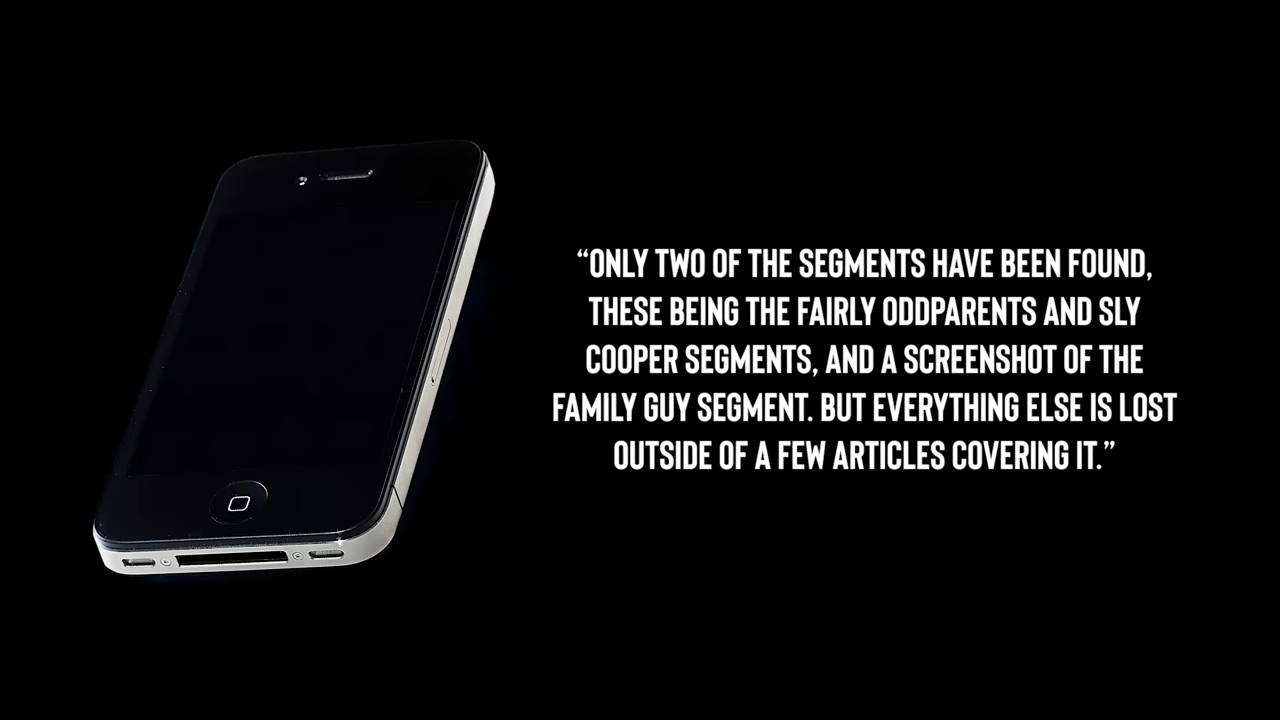 “ONLY TWO OF THE SEGMENTS HAVE BEEN FOUND,
THESE BEING THE FAIRLY ODDPARENTS AND SLY
COOPER SEGMENTS, AND A SCREENSHOT OF THE
FAMILY GUY SEGMENT. BUT EVERYTHING ELSE IS LOST
OUTSIDE OF A FEW ARTICLES COVERING IT.”